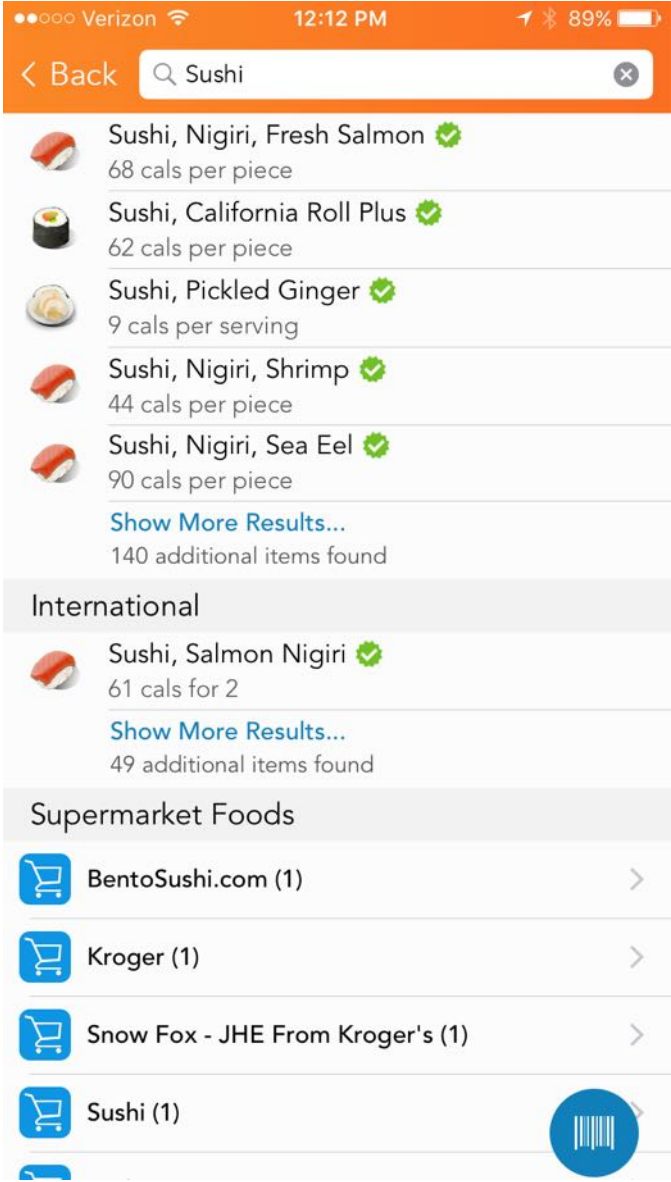 Verizon 12:12 PM 89%
Back Sushi
Sushi, Nigiri, Fresh Salmon
68 cals per piece
Sushi, California Roll Plus
62 cals per piece
Sushi, Pickled Ginger
9 cals per serving
Sushi, Nigiri, Shrimp
44 cals per piece
Sushi, Nigiri, Sea Eel
90 cals per piece
Show More Results...
140 additional items found
International
Sushi, Salmon Nigiri
61 cals for 2
Show More Results...
49 additional items found
Supermarket Foods
BentoSushi.com (1)
Kroger (1)
Snow Fox - JHE From Kroger's (1)
Sushi (1)